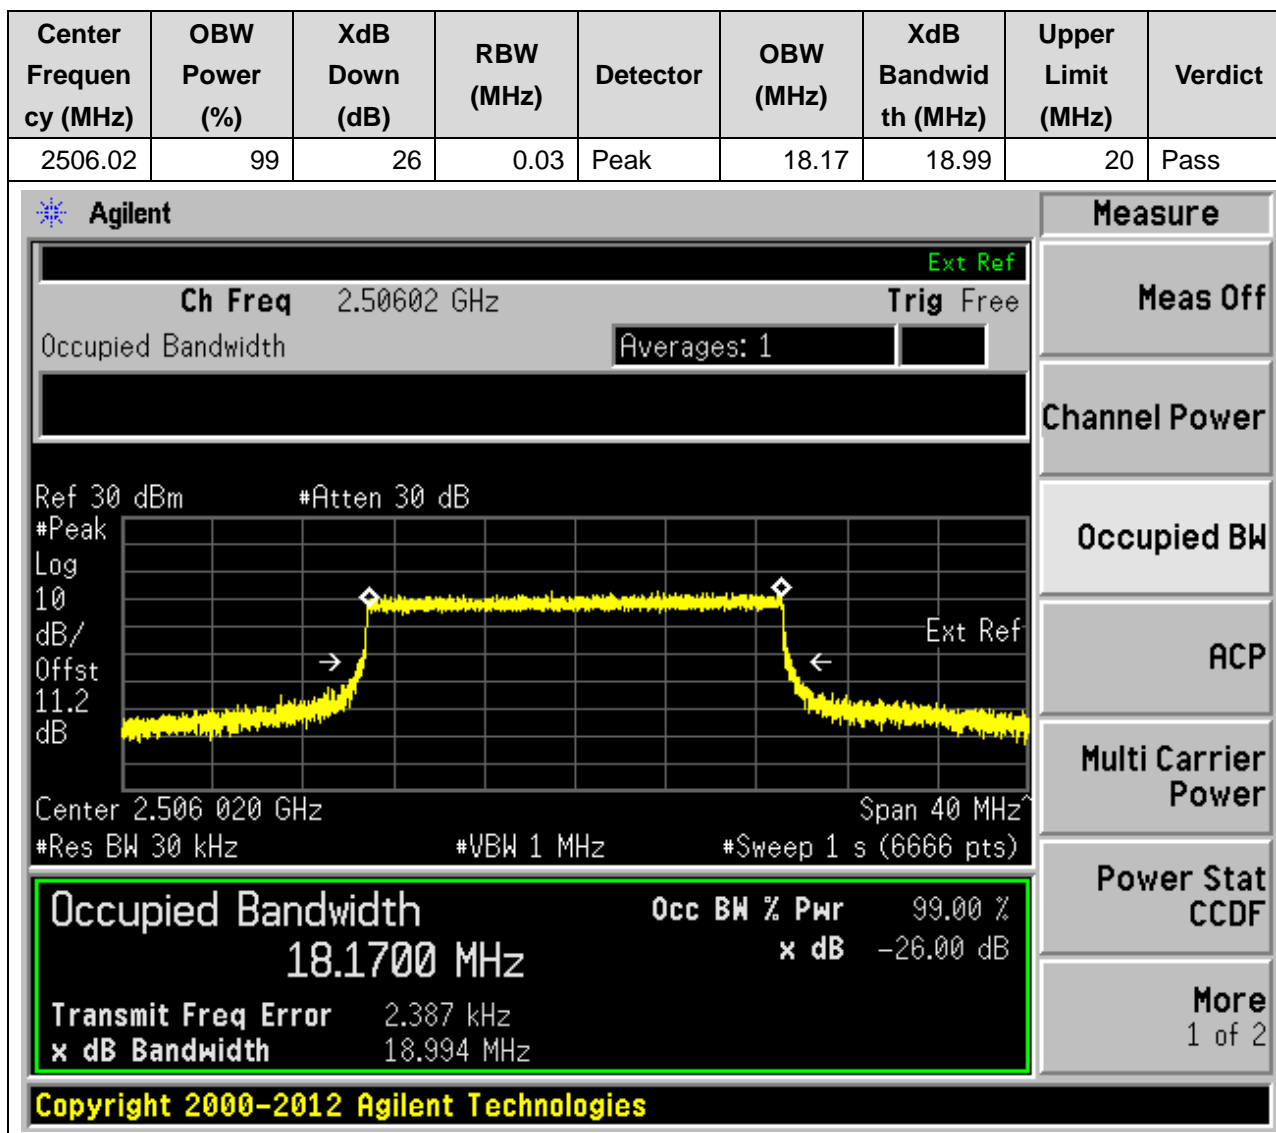 Center Frequen cy (MHz)
OBW Power (%)
XdB Down (dB)
RBW (MHz)
Detector
OBW (MHz)
XdB Bandwid th (MHz)
Upper Limit (MHz)
Verdict
2506.02 99 26 0.03 Peak 18.17 18.99 20 Pass
Agilent
Measure
Ext Ref
Ch Freq 2.50602 GHz Trig Free
Meas Off
Occupied Bandwidth Averages: 1
Channel Power
Ref 30 dBm #Atten 30 dB
#Peak
Log
10
dB/
Offst
11.2
dB
Ext Ref
Occupied BW
ACP
Center 2.506 020 GHz Span 40 MHz^
#Res BW 30 kHz #VBW 1 MHz #Sweep 1 s (6666 pts)
Multi Carrier
Power
Occupied Bandwidth
18.1700 MHz
Occ BW % Pwr 99.00 %
x dB -26.00 dB
Transmit Freq Error 2.387 kHz
x dB Bandwidth 18.994 MHz
Power Stat
CCDF
More
1 of 2
Copyright 2000-2012 Agilent Technologies